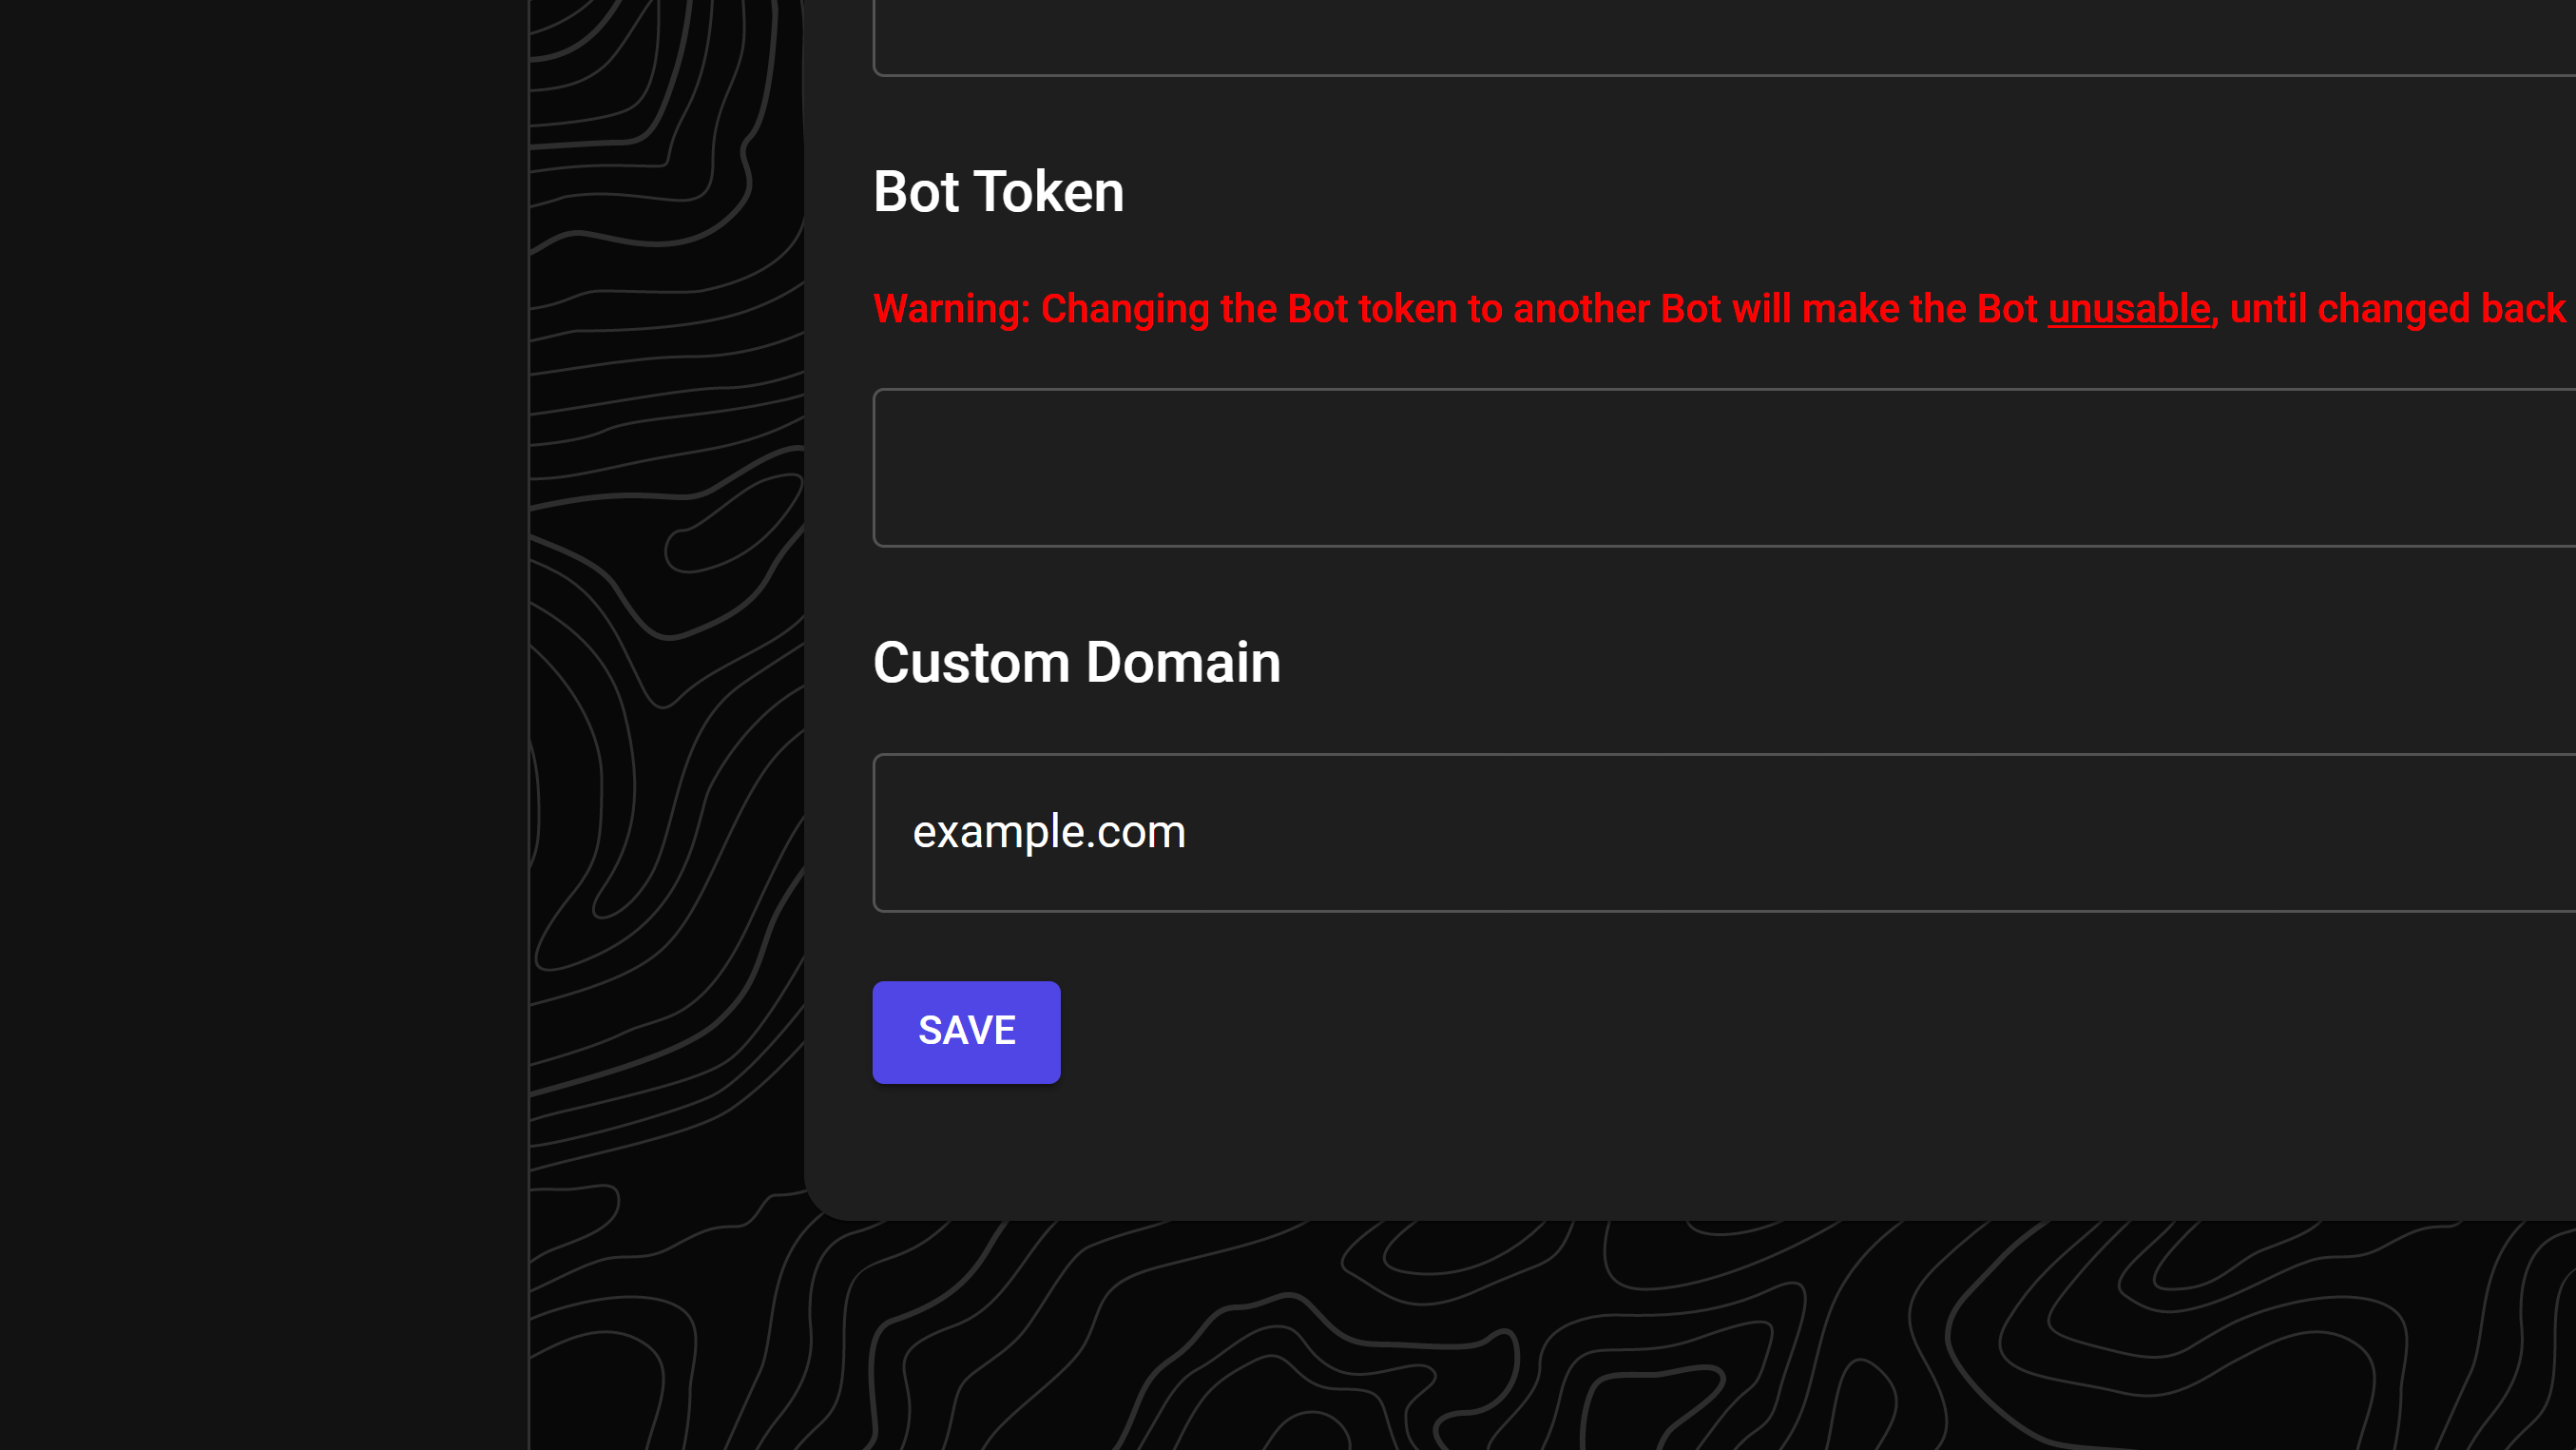 Bot Token
Warning: Changing the Bot token to another Bot will make the Bot unusable, until changed back
Custom Domain
example.com
SAVE